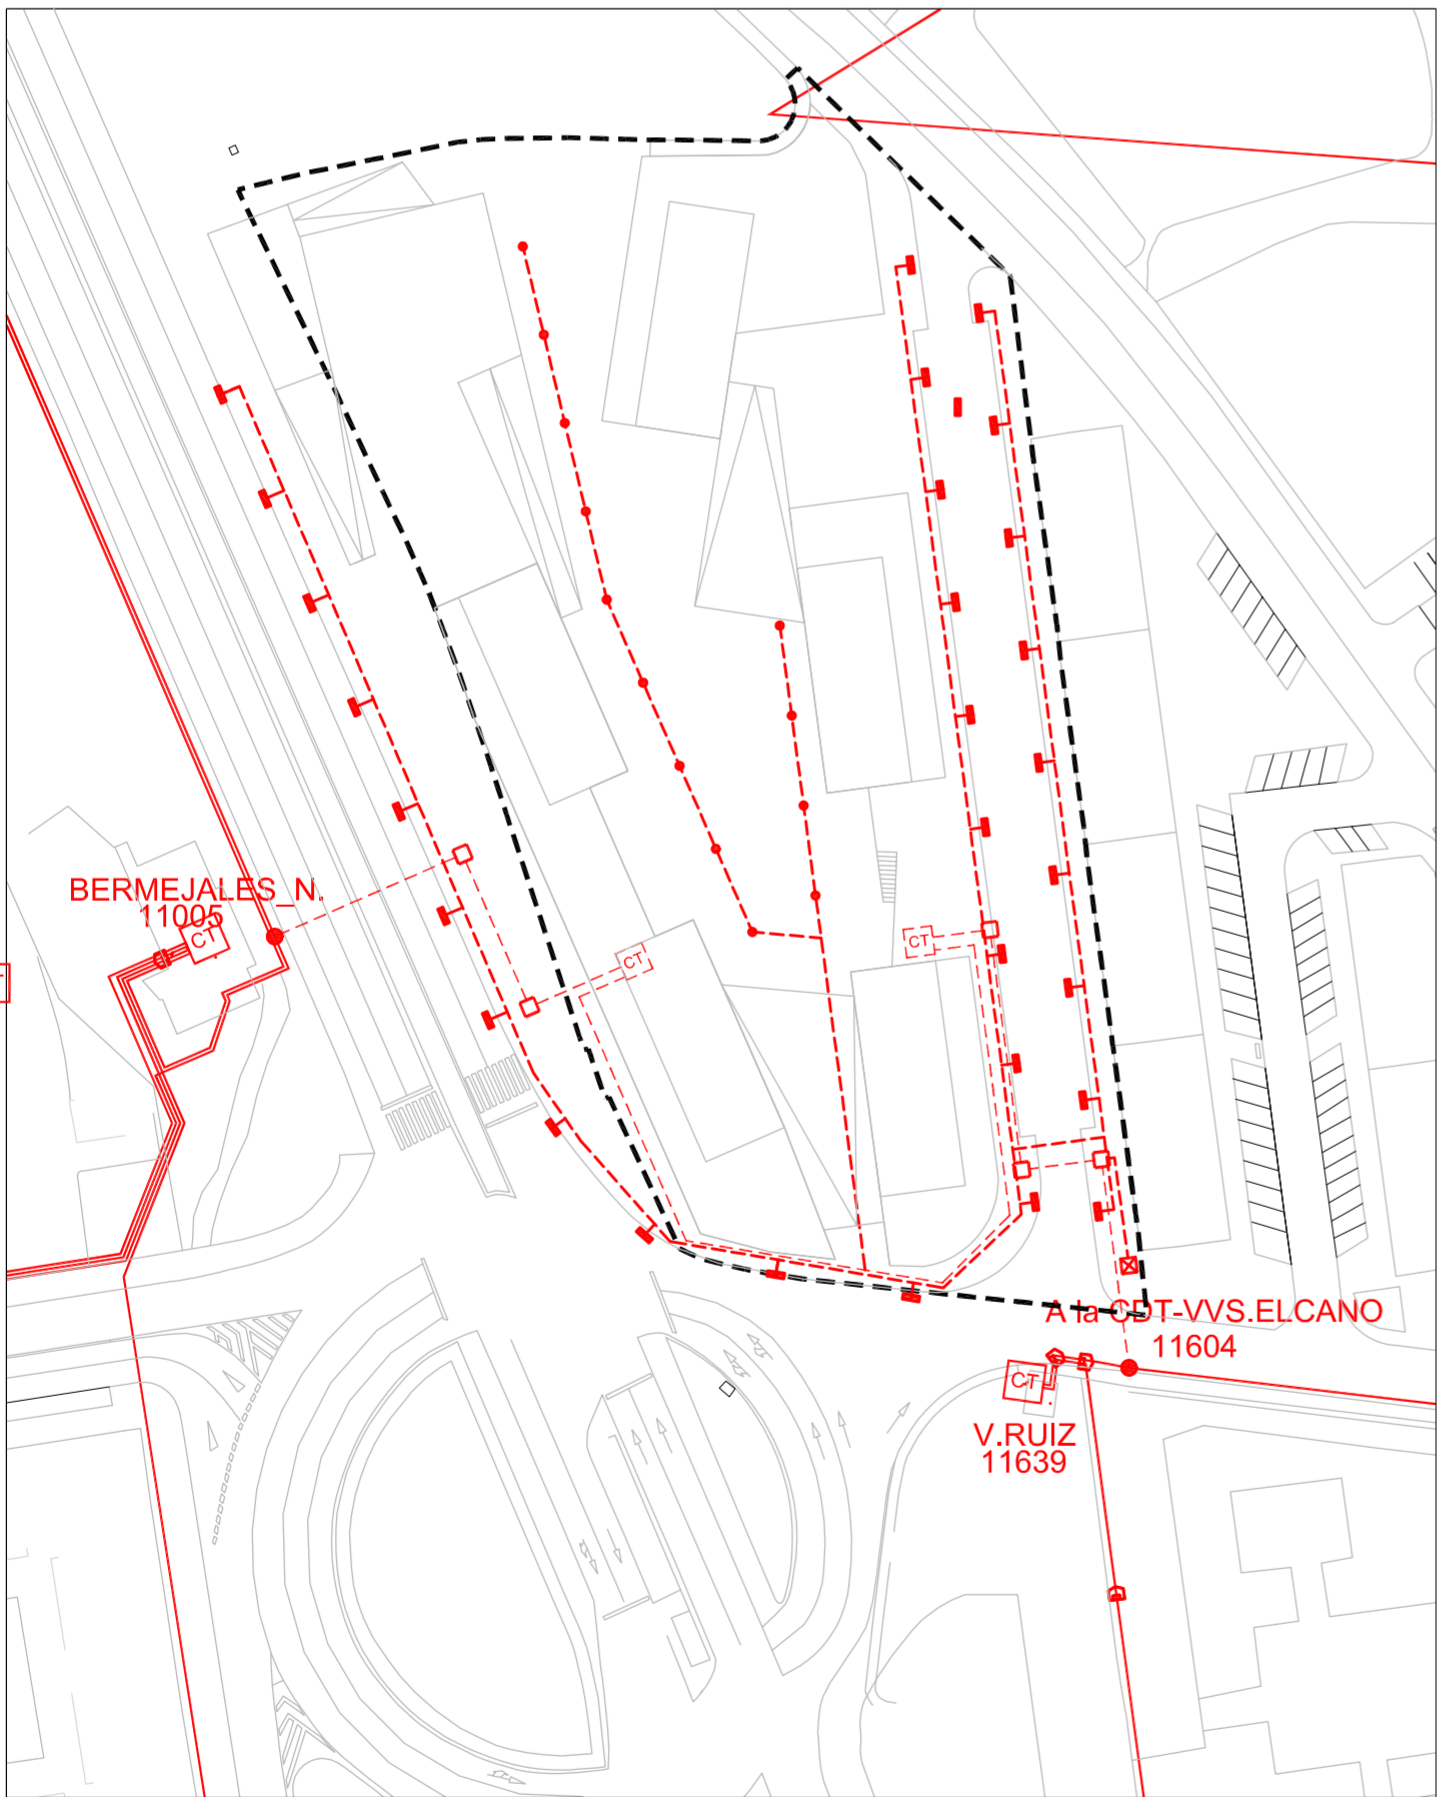 BERMEJALES_N.
11005
CT
CT
CT
A la CDT-VVS.ELCANO
11604
CT
V.RUIZ
11639